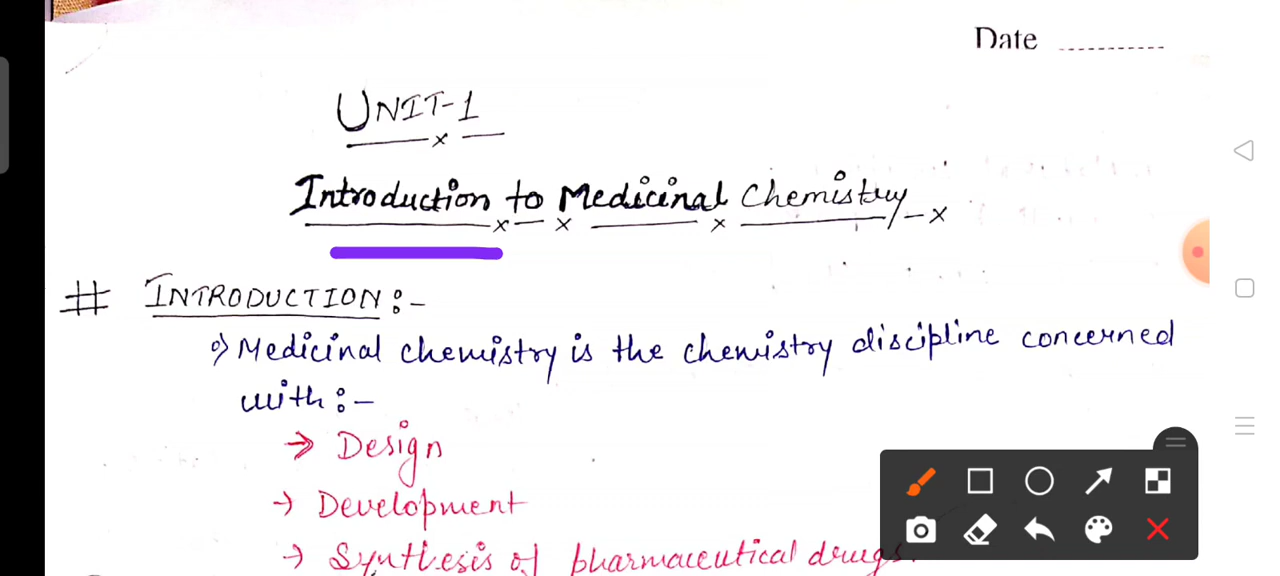 Date ............
UNIT-1
Introduction to Medicinal Chemistry
# INTRODUCTION :-
Medicinal chemistry is the chemistry discipline concerned
with :-
→ Design
→ Development
→ Synthesis of pharmaceutical drugs.